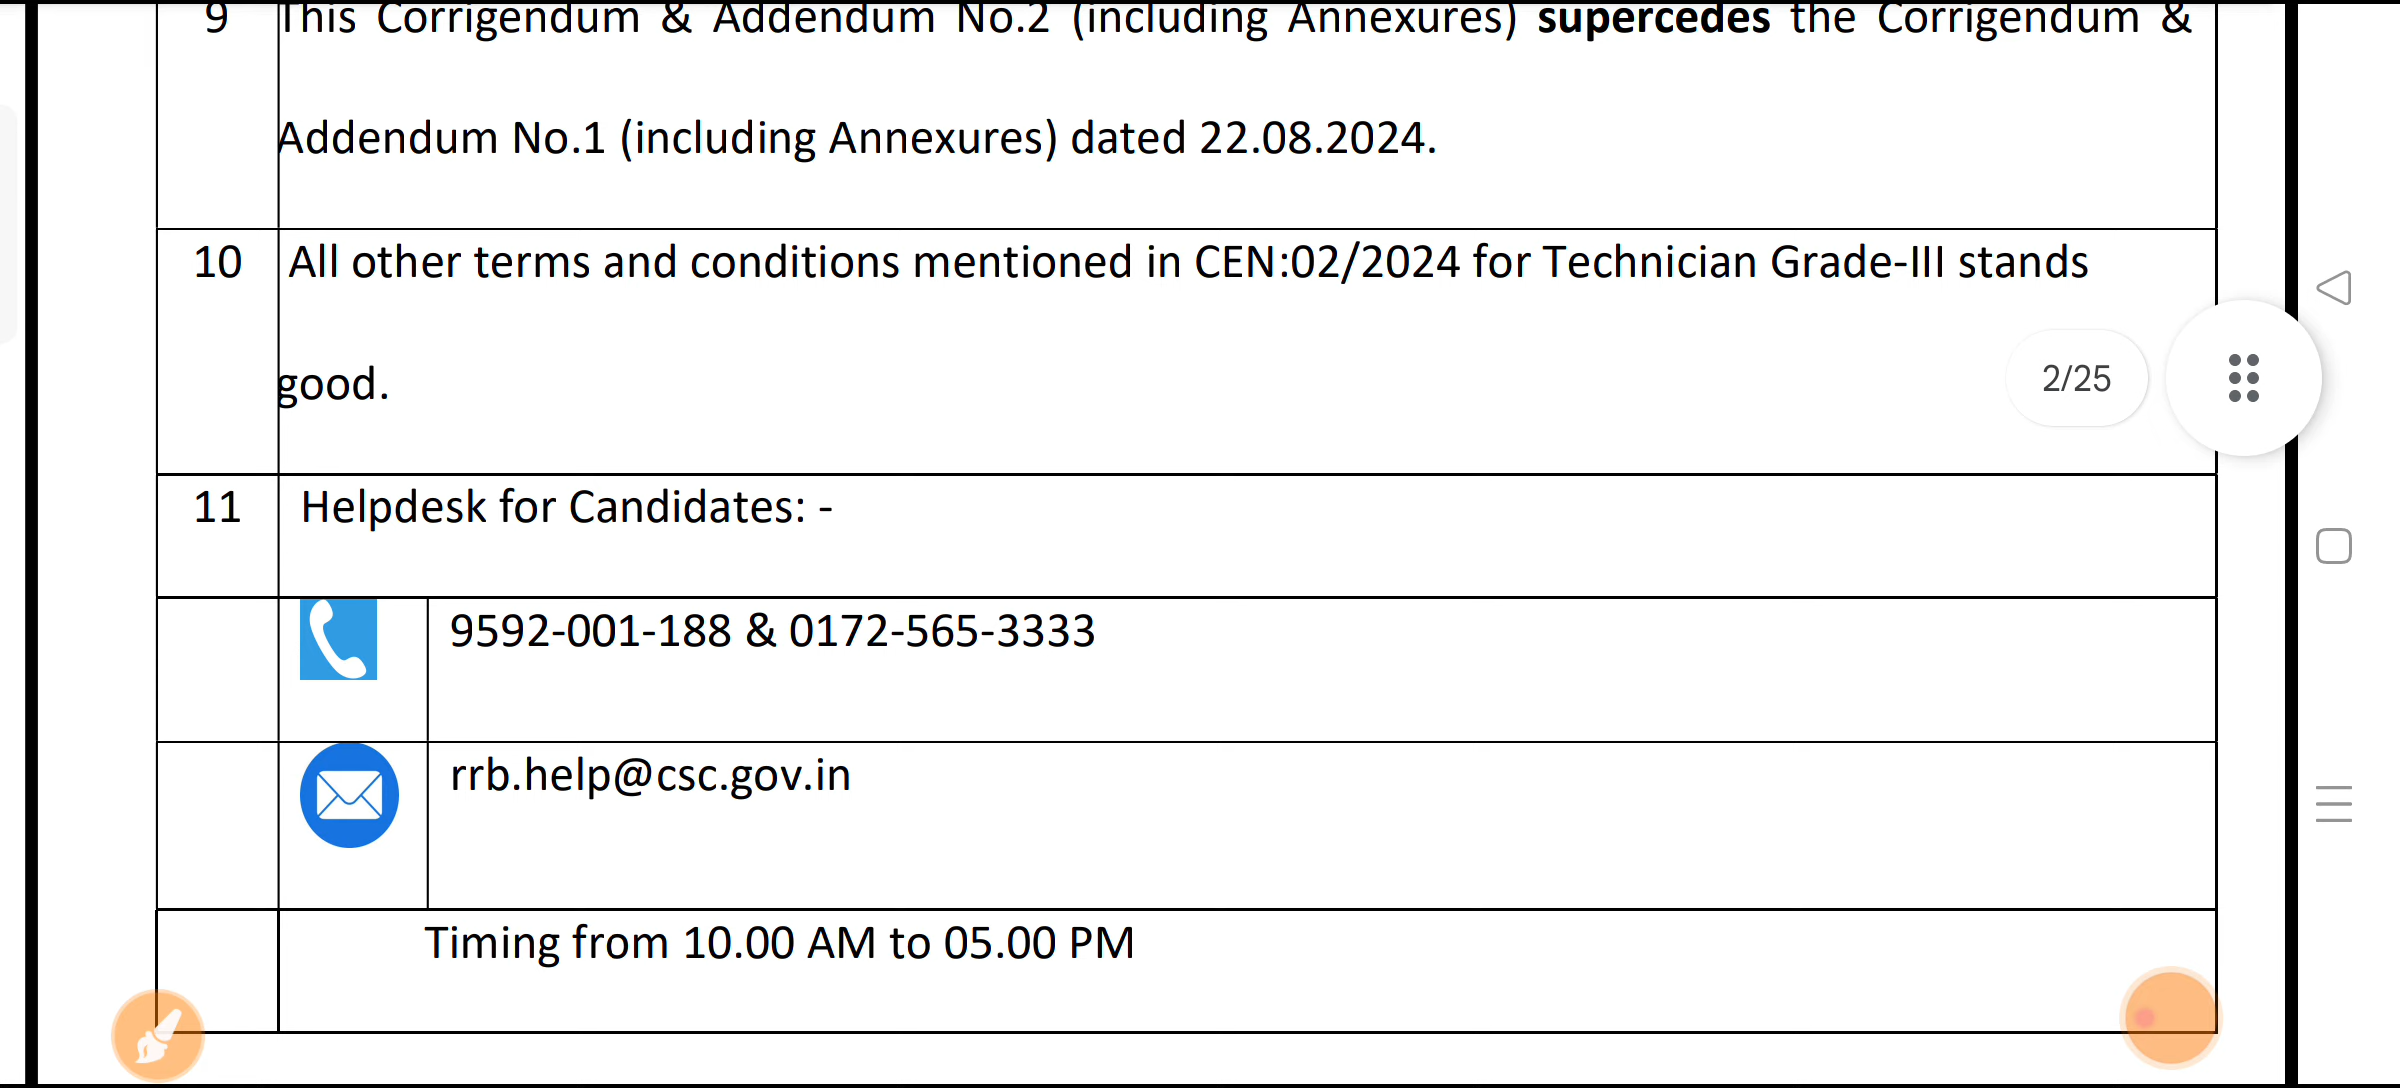 9 This Corrigendum & Addendum No.2 (including Annexures) supercedes the Corrigendum &
Addendum No.1 (including Annexures) dated 22.08.2024.
10 All other terms and conditions mentioned in CEN:02/2024 for Technician Grade-III stands
good.
2/25
11 Helpdesk for Candidates: -
9592-001-188 & 0172-565-3333
rrb.help@csc.gov.in
Timing from 10.00 AM to 05.00 PM